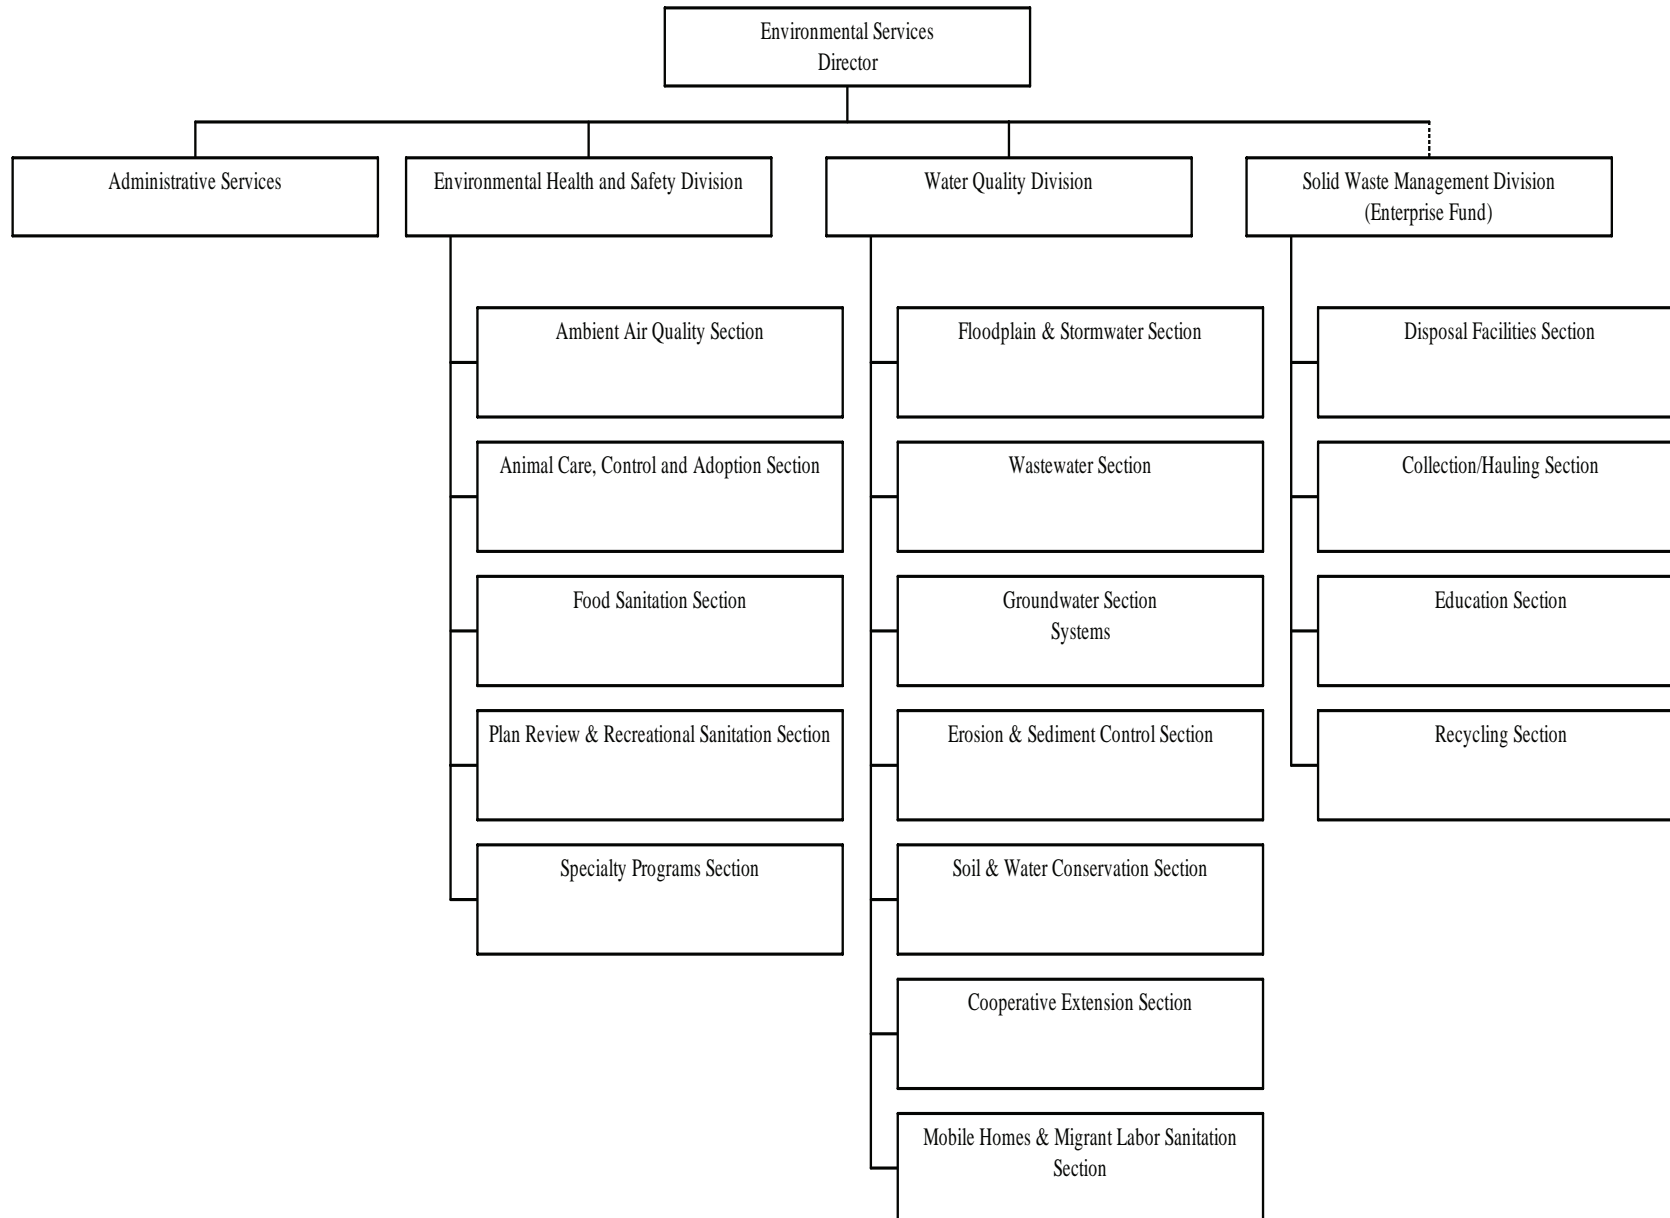 Environmental Services
Director
Administrative Services
Environmental Health and Safety Division
Water Quality Division
Solid Waste Management Division
(Enterprise Fund)
Ambient Air Quality Section
Animal Care, Control and Adoption Section
Food Sanitation Section
Plan Review & Recreational Sanitation Section
Specialty Programs Section
Floodplain & Stormwater Section
Wastewater Section
Groundwater Section
Systems
Erosion & Sediment Control Section
Soil & Water Conservation Section
Cooperative Extension Section
Mobile Homes & Migrant Labor Sanitation
Section
Disposal Facilities Section
Collection/Hauling Section
Education Section
Recycling Section